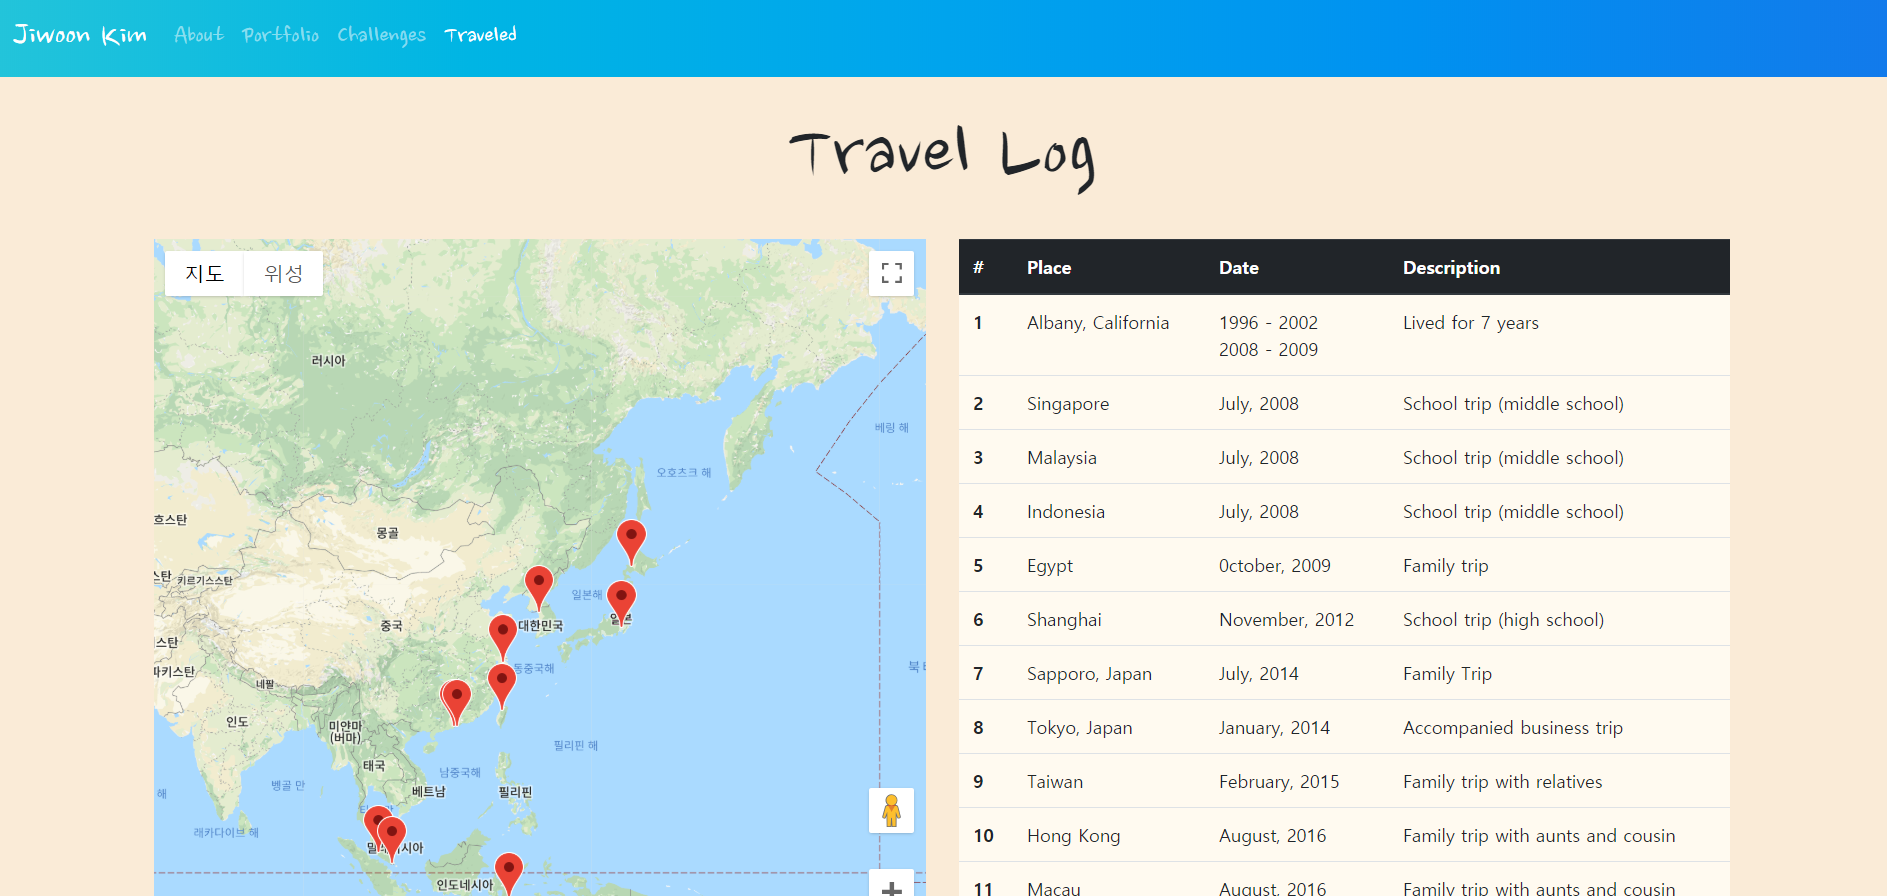 Jiwoon Kim About Portfolio Challenges Traveled
Travel Log
지도 위성
러시아
베링 해
오호츠크 해
흐스탄
몽골
스탄 키르기스스탄
일본해
중국
대한민국
일본
스탄
동중국해
북
파키스탄
네팔
인도
미얀마
(버마)
필리핀 해
태국
남중국해
벵골 만
베트남
필리핀
해
래카다이브 해
인도네시아
# Place Date Description
1 Albany, California 1996 - 2002 Lived for 7 years
2008 - 2009
2 Singapore July, 2008 School trip (middle school)
3 Malaysia July, 2008 School trip (middle school)
4 Indonesia July, 2008 School trip (middle school)
5 Egypt 0ctober, 2009 Family trip
6 Shanghai November, 2012 School trip (high school)
7 Sapporo, Japan July, 2014 Family Trip
8 Tokyo, Japan January, 2014 Accompanied business trip
9 Taiwan February, 2015 Family trip with relatives
10 Hong Kong August, 2016 Family trip with aunts and cousin
11 Macau August, 2016 Family trip with aunts and cousin